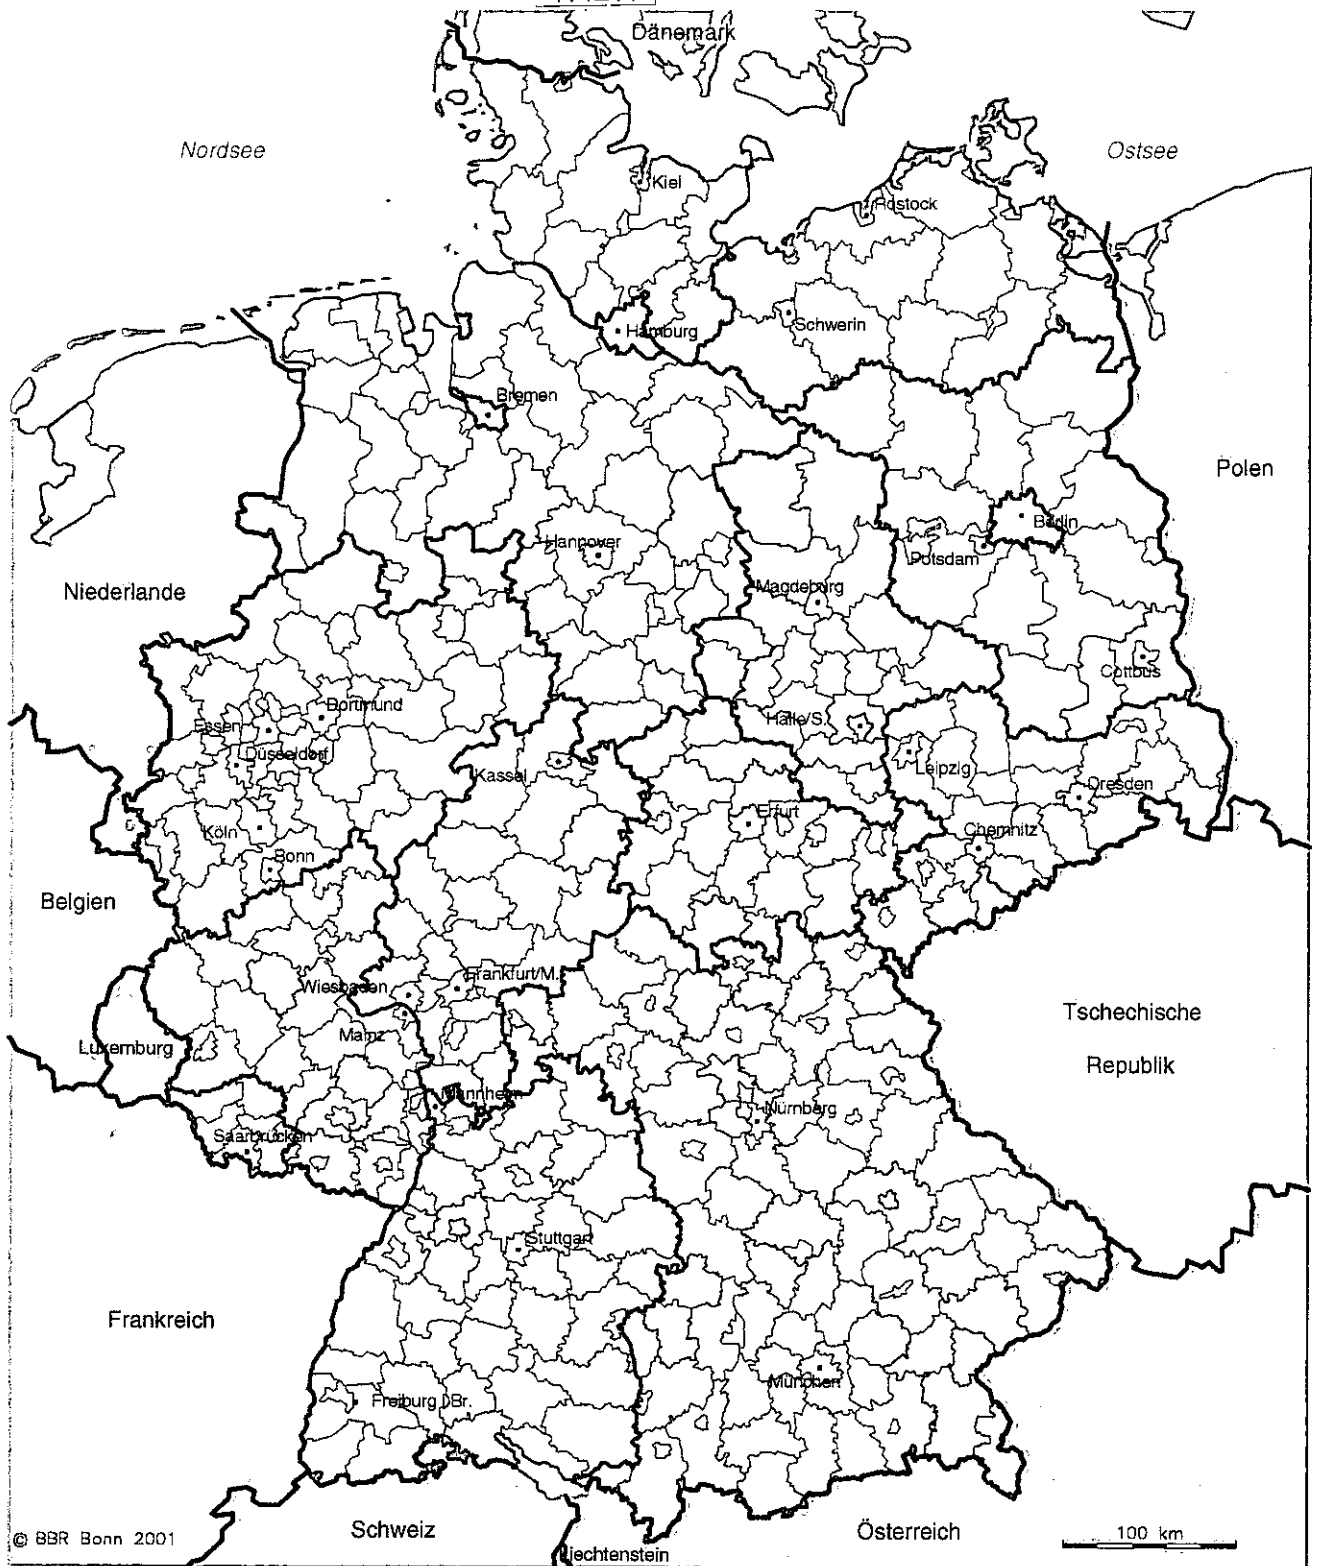 Dänemark
Nordsee
Ostsee
Kiel
Rostock
Hamburg
Schwerin
Bremen
Polen
Berlin
Hannover
Potsdam
Niederlande
Magdeburg
Cottbus
Dortmund
Essen
Halle/S.
Düsseldorf
Kassel
Leipzig
Dresden
Erfurt
Köln
Chemnitz
Bonn
Belgien
Wiesbaden
Frankfurt/M.
Tschechische
Mainz
Luxemburg
Republik
Mannheim
Nürnberg
Saarbrücken
Stuttgart
Frankreich
München
Freiburg i.Br.
Schweiz
Österreich
100 km
© BBR Bonn 2001
Liechtenstein